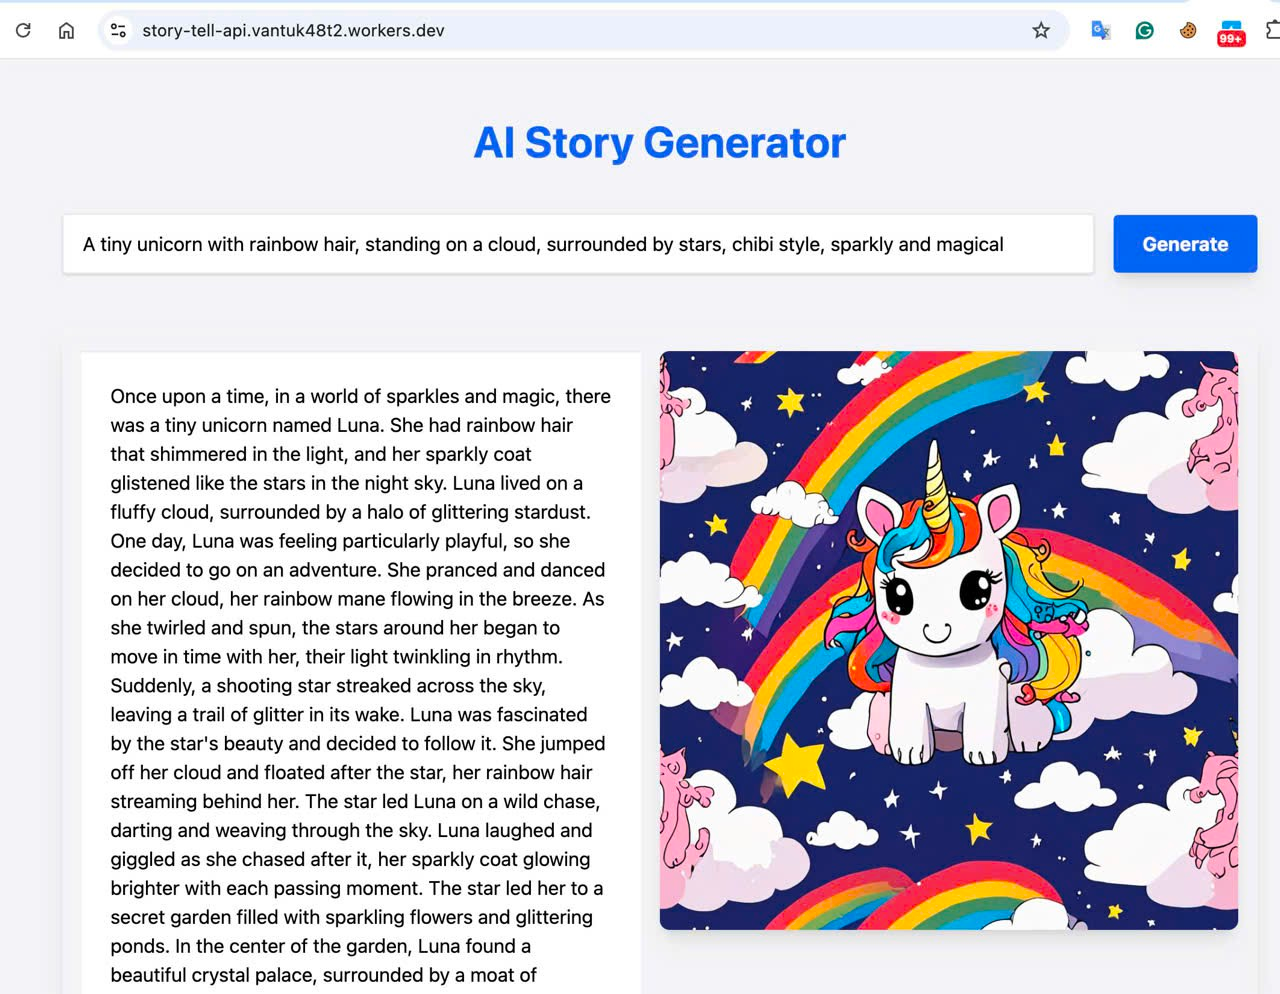 story-tell-api.vantuk48t2.workers.dev
99+
AI Story Generator
A tiny unicorn with rainbow hair, standing on a cloud, surrounded by stars, chibi style, sparkly and magical
Generate
Once upon a time, in a world of sparkles and magic, there
was a tiny unicorn named Luna. She had rainbow hair
that shimmered in the light, and her sparkly coat
glistened like the stars in the night sky. Luna lived on a
fluffy cloud, surrounded by a halo of glittering stardust.
One day, Luna was feeling particularly playful, so she
decided to go on an adventure. She pranced and danced
on her cloud, her rainbow mane flowing in the breeze. As
she twirled and spun, the stars around her began to
move in time with her, their light twinkling in rhythm.
Suddenly, a shooting star streaked across the sky,
leaving a trail of glitter in its wake. Luna was fascinated
by the star's beauty and decided to follow it. She jumped
off her cloud and floated after the star, her rainbow hair
streaming behind her. The star led Luna on a wild chase,
darting and weaving through the sky. Luna laughed and
giggled as she chased after it, her sparkly coat glowing
brighter with each passing moment. The star led her to a
secret garden filled with sparkling flowers and glittering
ponds. In the center of the garden, Luna found a
beautiful crystal palace, surrounded by a moat of